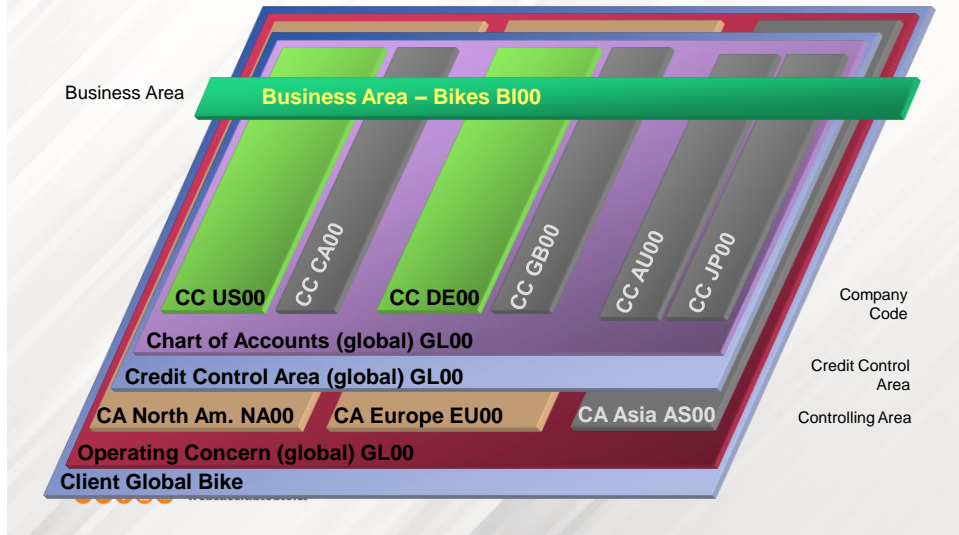 Business Area
Business Area – Bikes BI00
CC US00
CC CA00
CC DE00
CC GB00
CC AU00
CC JP00
Company
Code
Chart of Accounts (global) GL00
Credit Control
Area
Credit Control Area (global) GL00
CA North Am. NA00
CA Europe EU00
CA Asia AS00
Controlling Area
Operating Concern (global) GL00
Client Global Bike